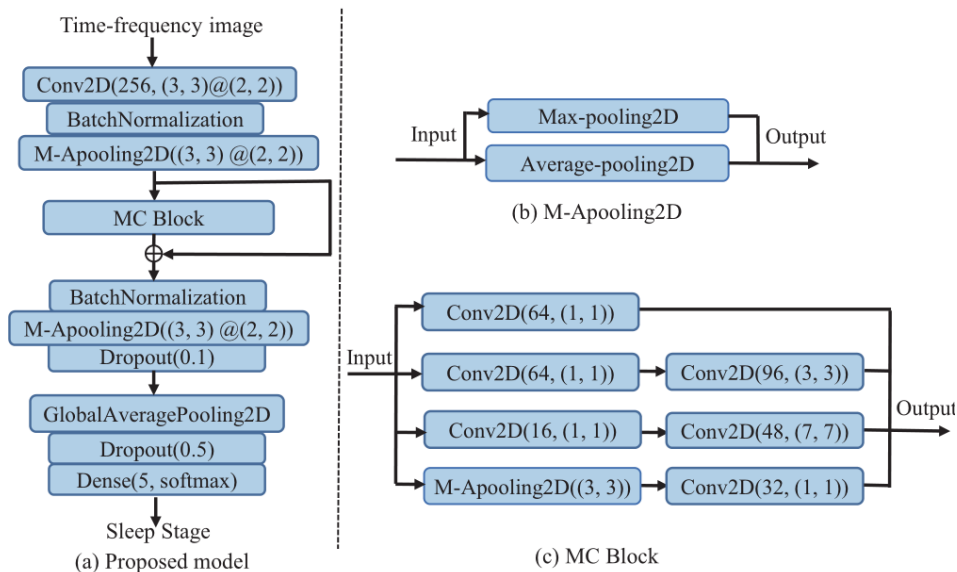 Time-frequency image
Conv2D(256, (3, 3)@(2, 2))
BatchNormalization
M-Apooling2D((3, 3) @(2, 2))
MC Block
BatchNormalization
M-Apooling2D((3, 3) @(2, 2))
Dropout(0.1)
GlobalAveragePooling2D
Dropout(0.5)
Dense(5, softmax)
Sleep Stage
(a) Proposed model
Input
Max-pooling2D
Average-pooling2D
Output
(b) M-Apooling2D
Input
Conv2D(64, (1, 1))
Conv2D(64, (1, 1))
Conv2D(96, (3, 3))
Conv2D(16, (1, 1))
Conv2D(48, (7, 7))
M-Apooling2D((3, 3))
Conv2D(32, (1, 1))
Output
(c) MC Block